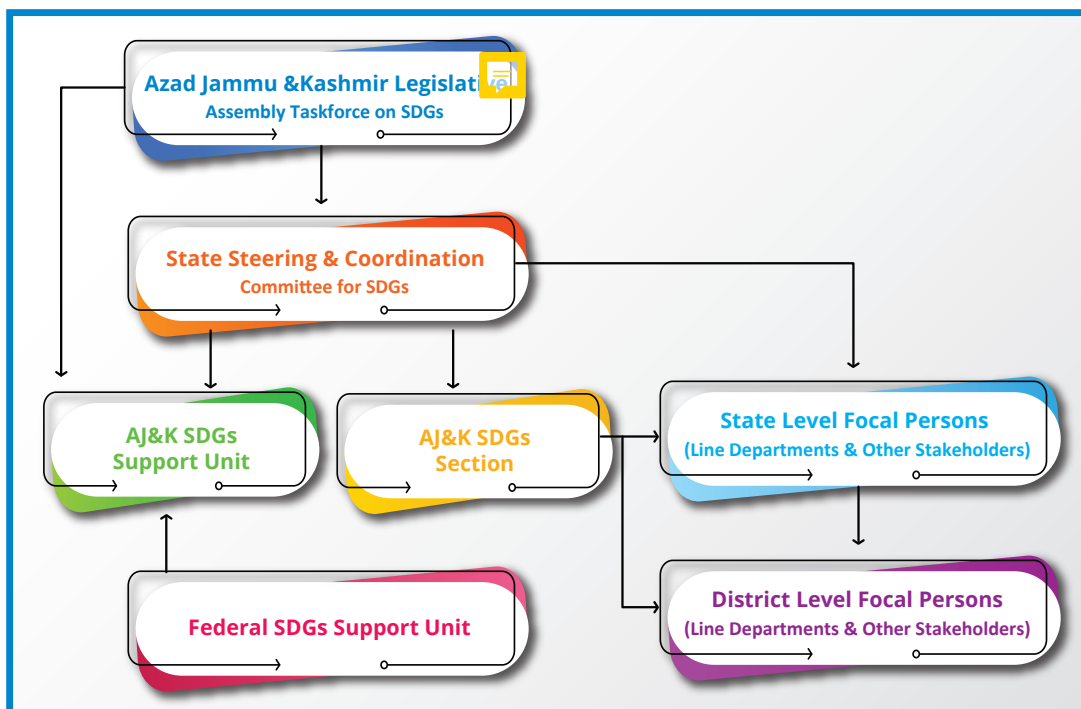 Azad Jammu &Kashmir Legislative
Assembly Taskforce on SDGs
State Steering & Coordination
Committee for SDGs
AJ&K SDGs
Support Unit
AJ&K SDGs
Section
State Level Focal Persons
(Line Departments & Other Stakeholders)
Federal SDGs Support Unit
District Level Focal Persons
(Line Departments & Other Stakeholders)